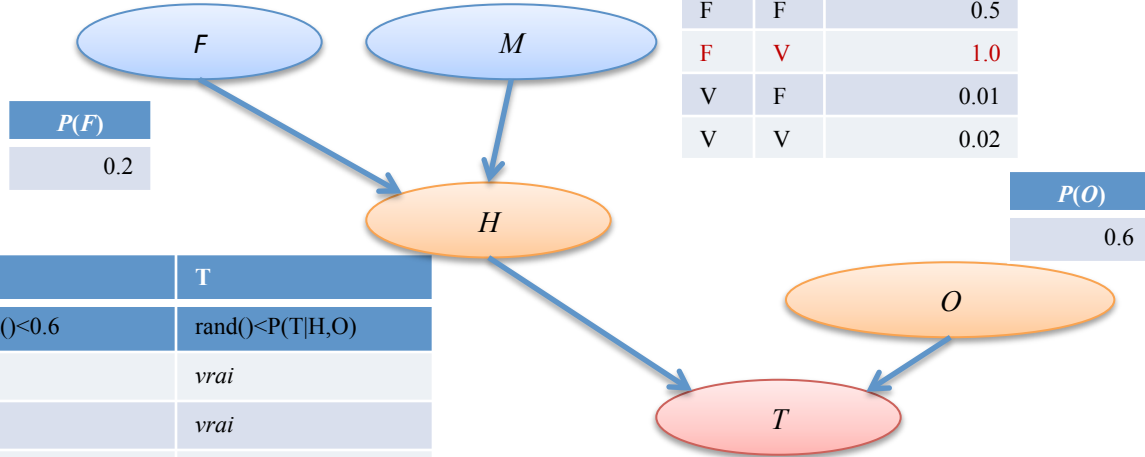 F F 0.5
F M
F V 1.0
V F 0.01
P(F)
V V 0.02
0.2
P(O)
H
0.6
T
O
()<0.6 rand()<P(T|H,O)
vrai
vrai
T